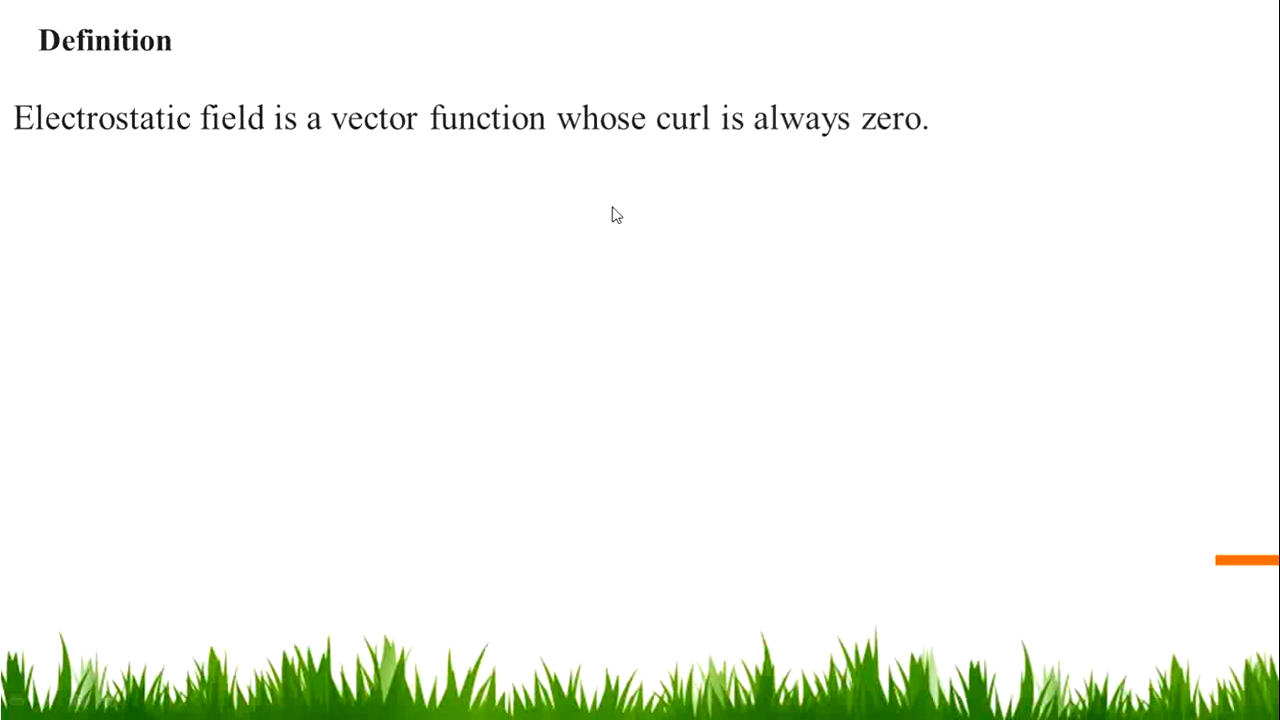 Definition
Electrostatic field is a vector function whose curl is always zero.